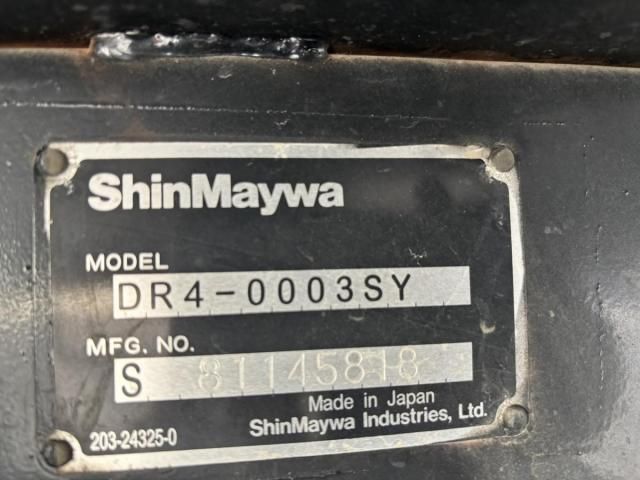 ShinMaywa
MODEL
DR4-0003SY
MFG. NO.
S 81145818
Made in Japan
203-24325-0 ShinMaywa Industries, Ltd.